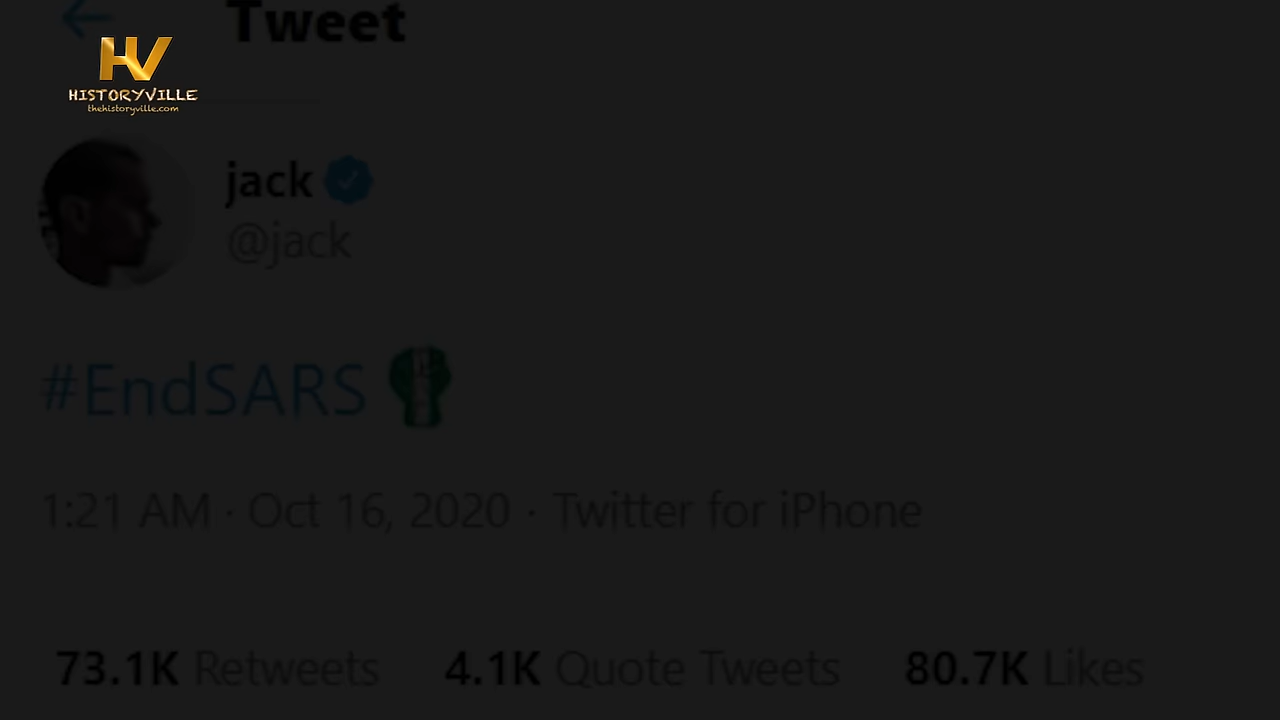 Tweet
HV
HISTORYVILLE
thehistoryville.com
jack
@jack
#EndSARS
1:21 AM · Oct 16, 2020 · Twitter for iPhone
73.1K Retweets 4.1K Quote Tweets 80.7K Likes